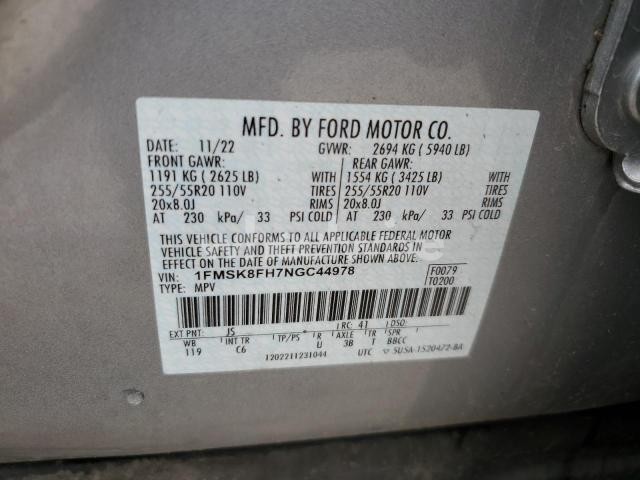 MFD. BY FORD MOTOR CO.
DATE: 11/22 GVWR: 2694 KG ( 5940 LB)
FRONT GAWR: REAR GAWR:
1191 KG ( 2625 LB) WITH 1554 KG ( 3425 LB) WITH
255/55R20 110V TIRES 255/55R20 110V TIRES
20x8.0J RIMS 20x8.0J RIMS
AT 230 kPa/ 33 PSI COLD AT 230 kPa/ 33 PSI COLD
THIS VEHICLE CONFORMS TO ALL APPLICABLE FEDERAL MOTOR
VEHICLE SAFETY AND THEFT PREVENTION STANDARDS IN
EFFECT ON THE DATE OF MANUFACTURE SHOWN ABOVE.
VIN: 1FMSK8FH7NGC44978 F0079
TYPE: MPV T0200
EXT PNT: JS RC: 41 DSO:
WB INT TR TP/PS R AXLE TR SPR
119 C6 U 3B T BBCC
1202211231044 UTC 5USA-1520472-BA